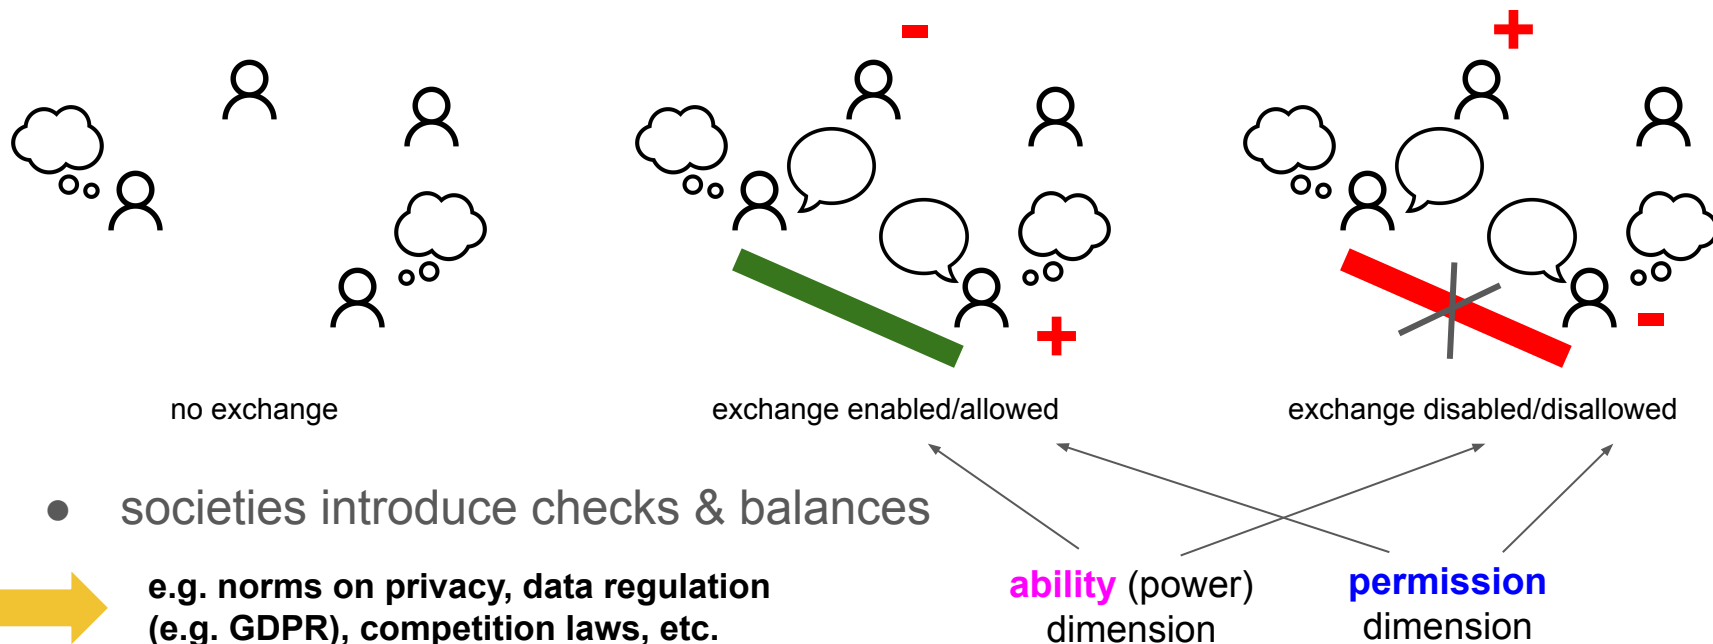 -
+
+
-
no exchange
exchange enabled/allowed
exchange disabled/disallowed
● societies introduce checks & balances
e.g. norms on privacy, data regulation
(e.g. GDPR), competition laws, etc.
ability (power)
dimension
permission
dimension